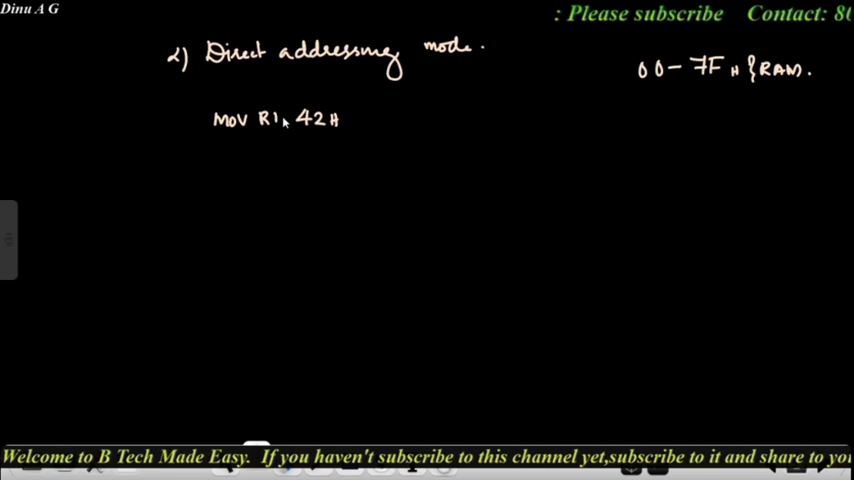 Dinu A G
: Please subscribe Contact: 80
2) Direct addressing mode.
00-7F H }RAM.
MOV R1, 42H
Welcome to B Tech Made Easy. If you haven't subscribe to this channel yet,subscribe to it and share to yo